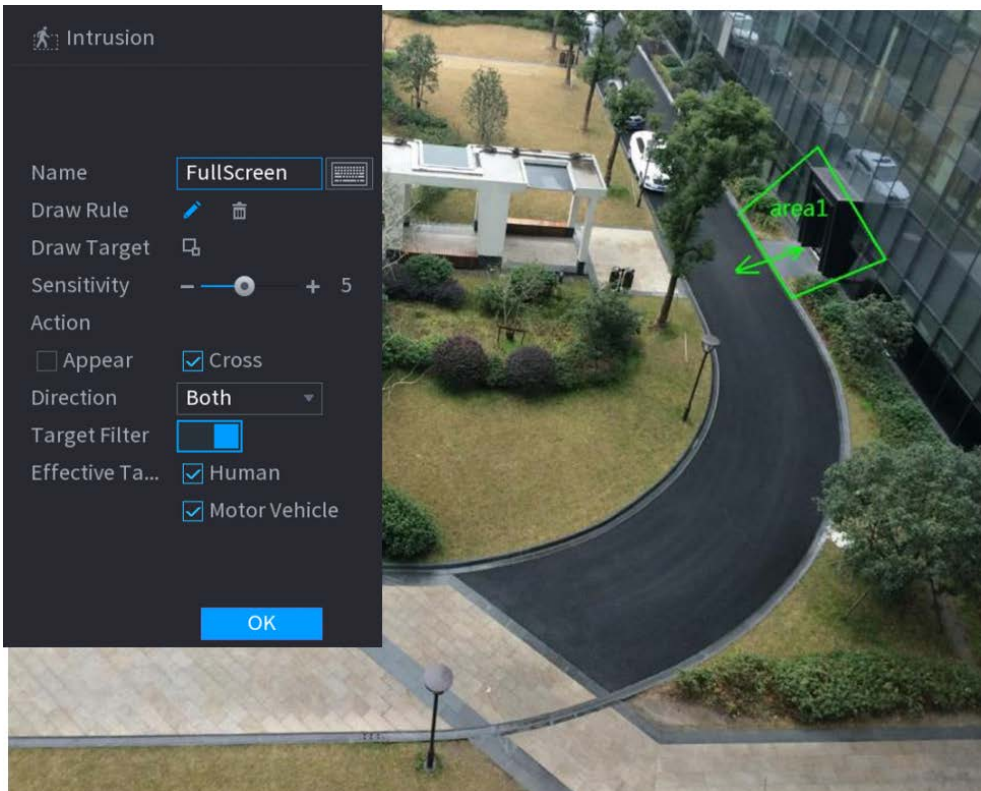 Intrusion
Name FullScreen
Draw Rule
Draw Target
Sensitivity - + 5
Action
Appear Cross
Direction Both
Target Filter
Effective Ta... Human
Motor Vehicle
OK
area1